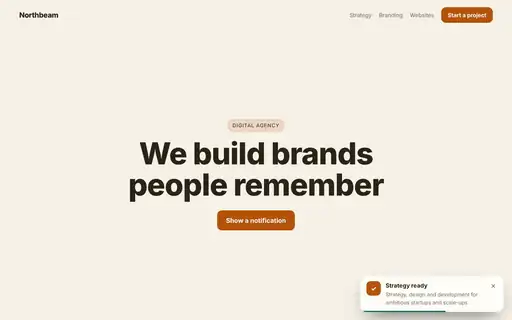 Northbeam
Strategy
Branding
Websites
Start a project
DIGITAL AGENCY
We build brands
people remember
Show a notification
Strategy ready
Strategy, design and development for
ambitious startups and scale-ups